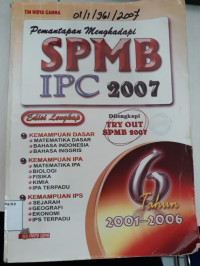 TIM WIDYA GAMMA
01/1/961/2007
Pemantapan Menghadapi
SPMB
IPC 2007
Edisi Lengkap
Dilengkapi
TRY OUT
SPMB 2007
KEMAMPUAN DASAR
MATEMATIKA DASAR
BAHASA INDONESIA
BAHASA INGGRIS
KEMAMPUAN IPA
MATEMATIKA IPA
BIOLOGI
FISIKA
KIMIA
IPA TERPADU
KEMAMPUAN IPS
SEJARAH
GEOGRAFI
EKONOMI
IPS TERPADU
6
Tahun
2001-2006